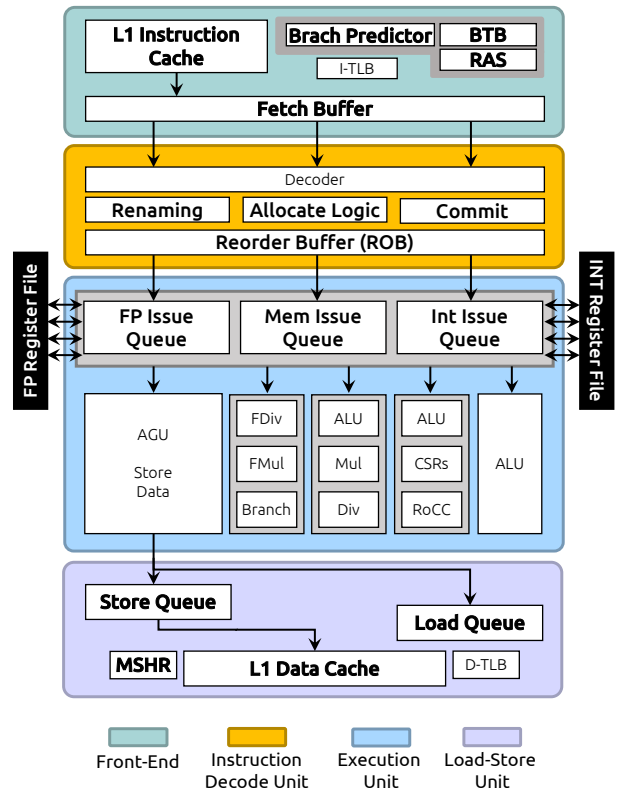 L1 Instruction
Cache
Brach Predictor
BTB
RAS
I-TLB
Fetch Buffer
Decoder
Renaming
Allocate Logic
Commit
Reorder Buffer (ROB)
FP Register File
INT Register File
FP Issue
Queue
Mem Issue
Queue
Int Issue
Queue
AGU
Store
Data
FDiv
FMul
Branch
ALU
Mul
Div
ALU
CSRs
RoCC
ALU
Store Queue
Load Queue
MSHR
L1 Data Cache
D-TLB
Front-End
Instruction
Decode Unit
Execution
Unit
Load-Store
Unit